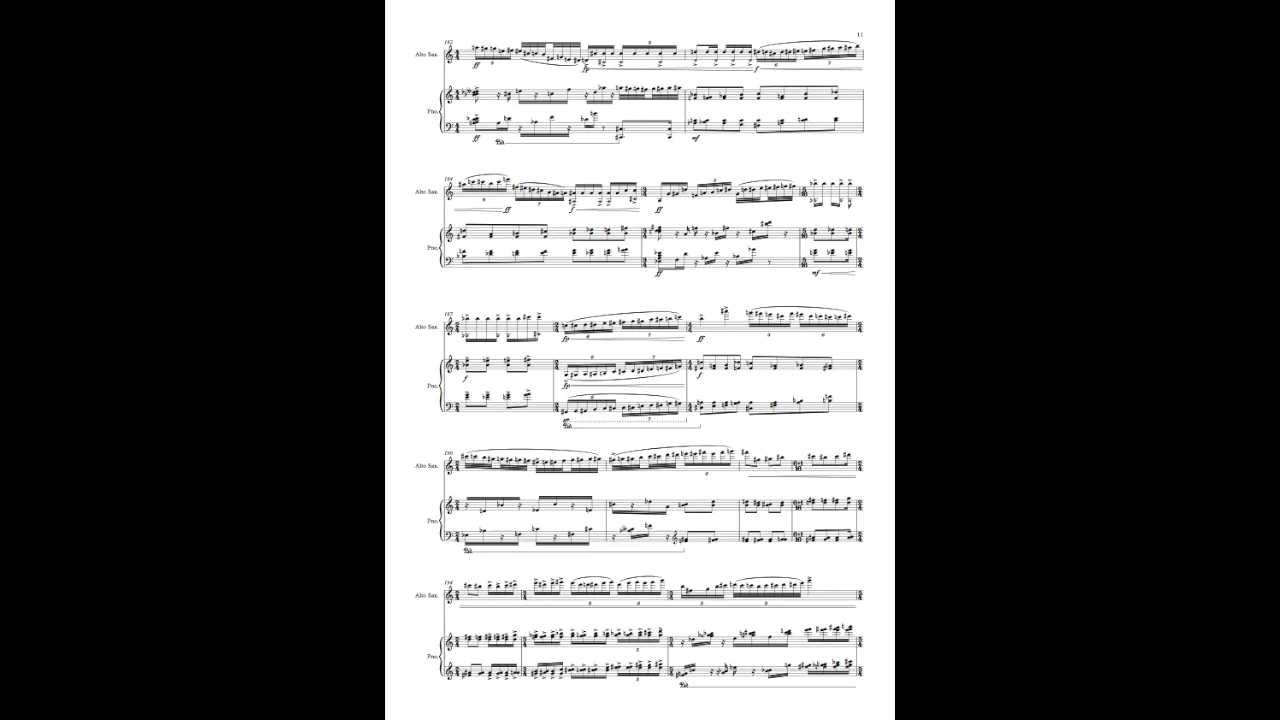 11
182
Alto Sax.
ff
fp
f
Pno.
ff
mf
184
Alto Sax.
ff
f
ff
Pno.
ff
mf
187
Alto Sax.
fp
ff
Pno.
f
fp
f
190
Alto Sax.
Pno.
194
Alto Sax.
Pno.